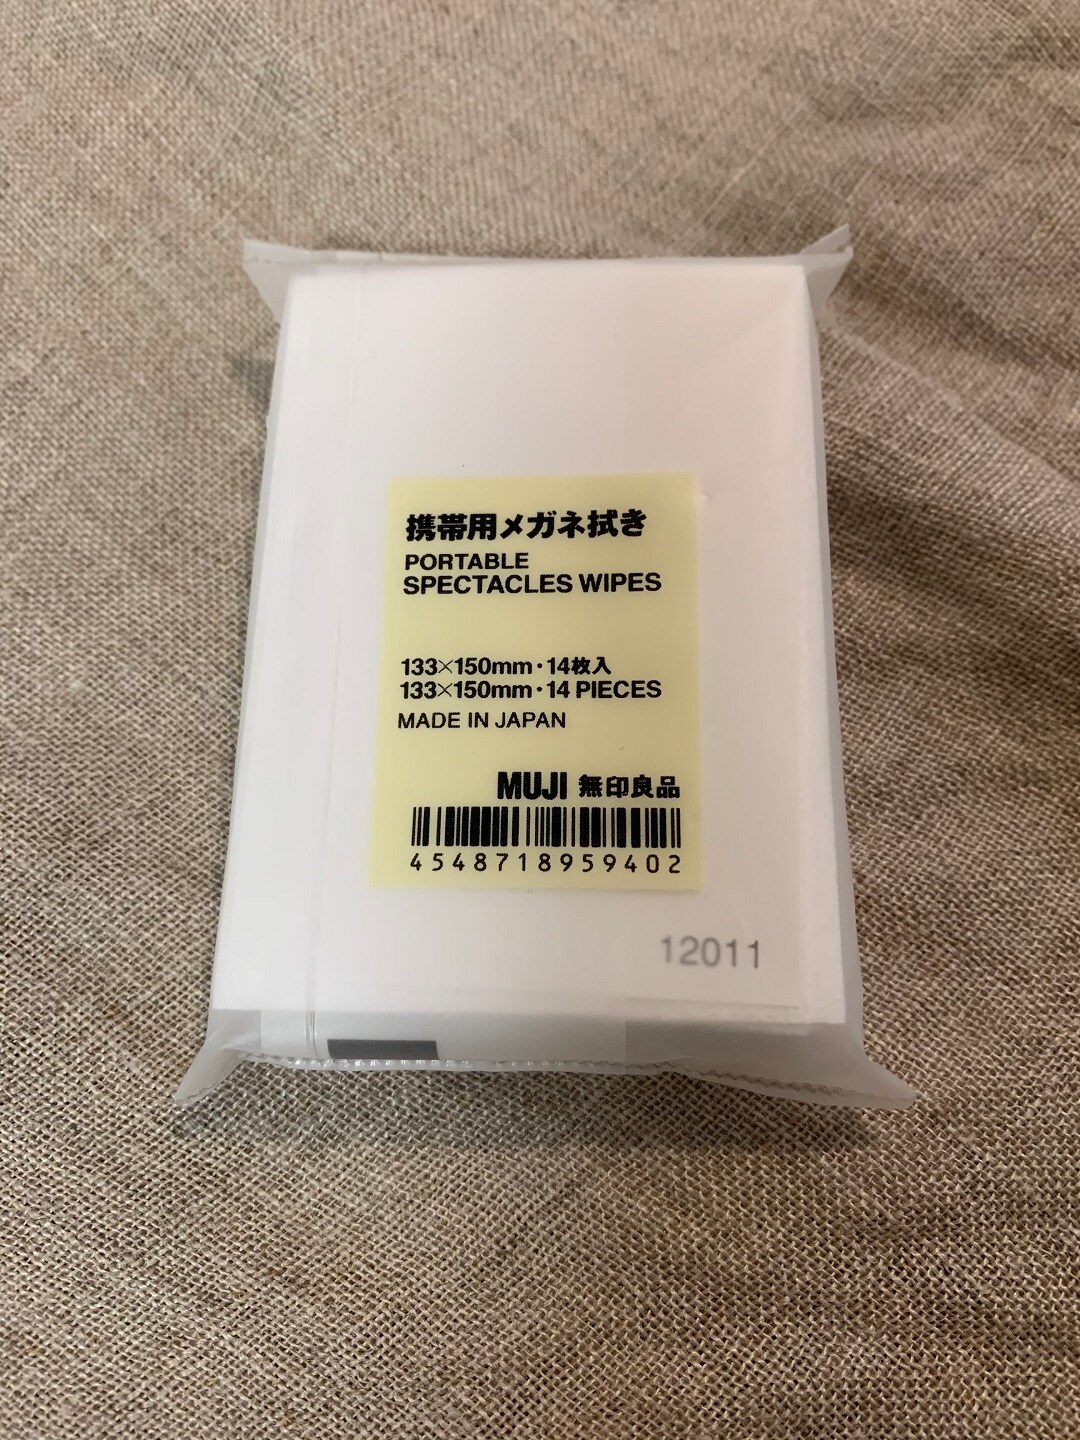 携帯用メガネ拭き
PORTABLE
SPECTACLES WIPES
133×150mm・14枚入
133×150mm・14 PIECES
MADE IN JAPAN
MUJI 無印良品
4548718959402
12011